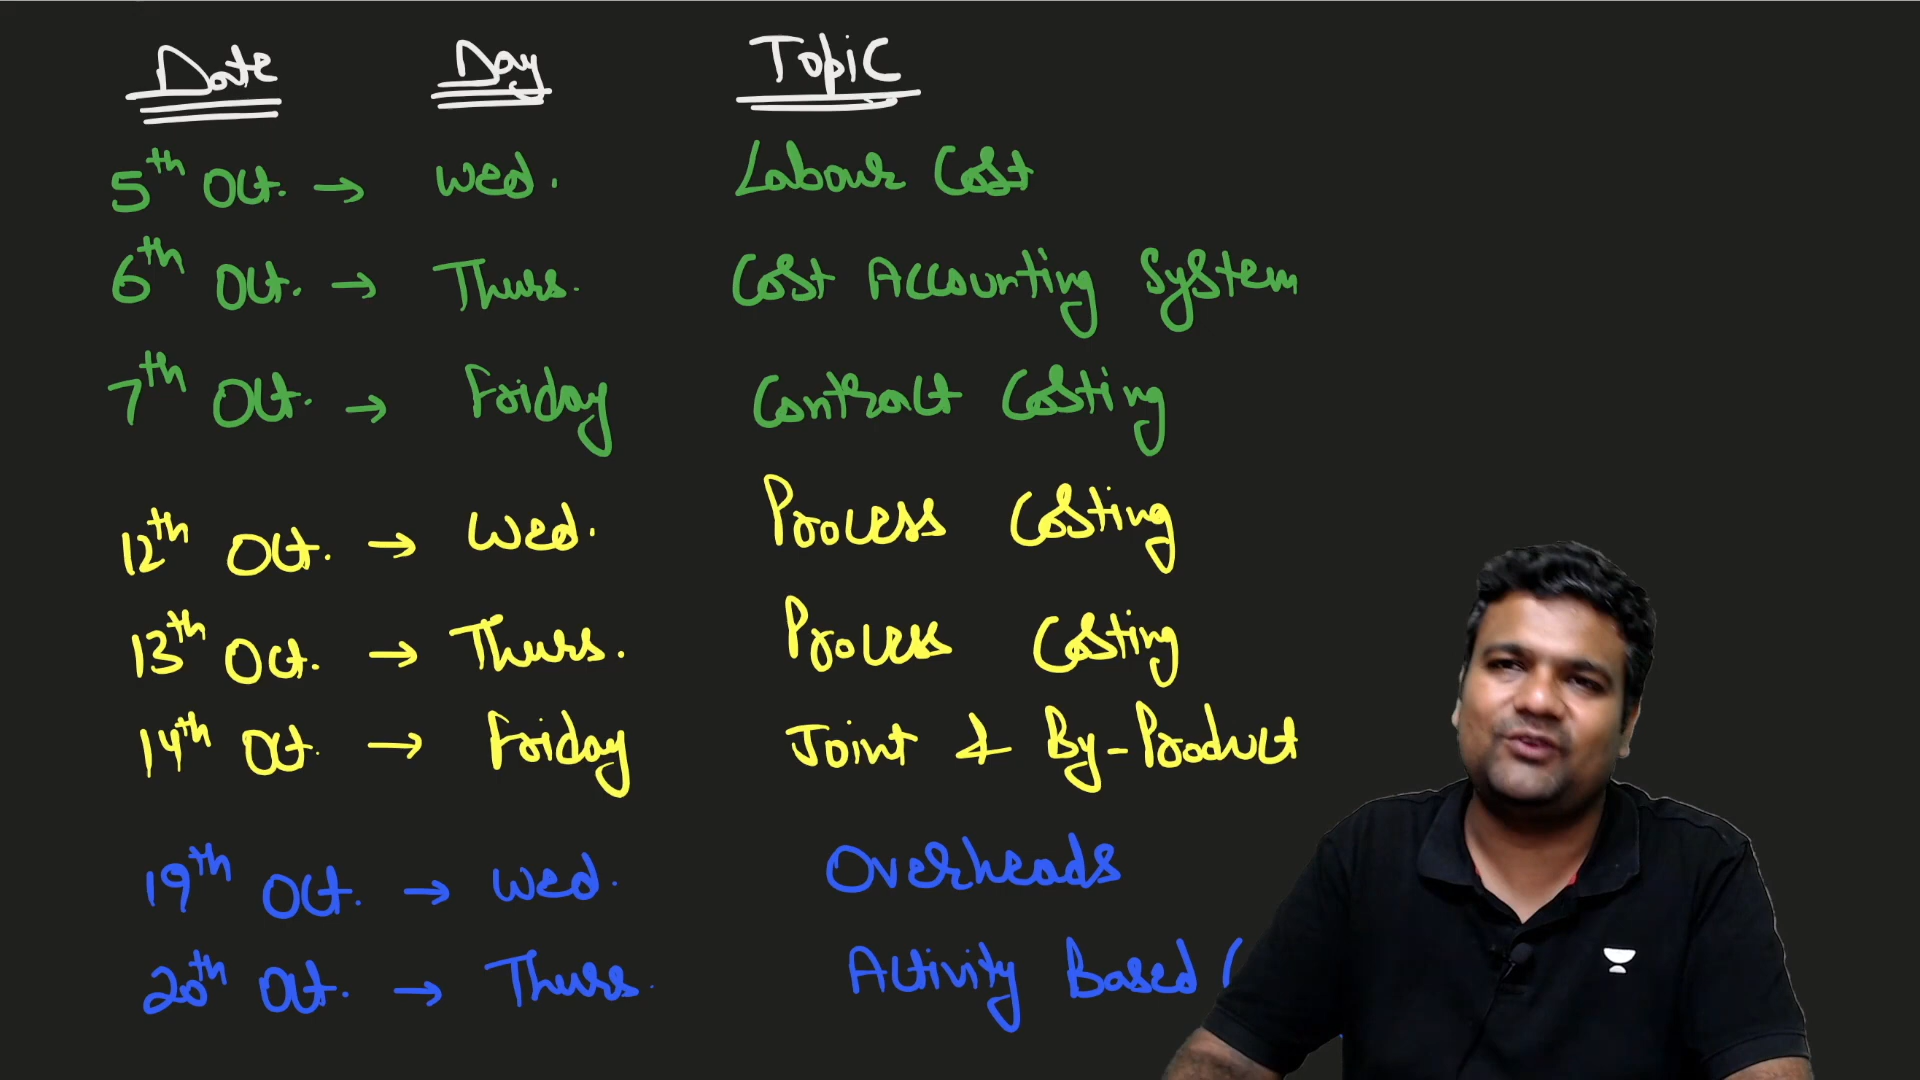 Date Day Topic
5th Oct. → Wed. Labour Cost
6th Oct. → Thurs. Cost Accounting System
7th Oct. → Friday Contract Costing
12th Oct. → Wed. Process Costing
13th Oct. → Thurs. Process Costing
14th Oct. → Friday Joint & By-Product
19th Oct. → Wed. Overheads
20th Oct. → Thurs. Activity Based